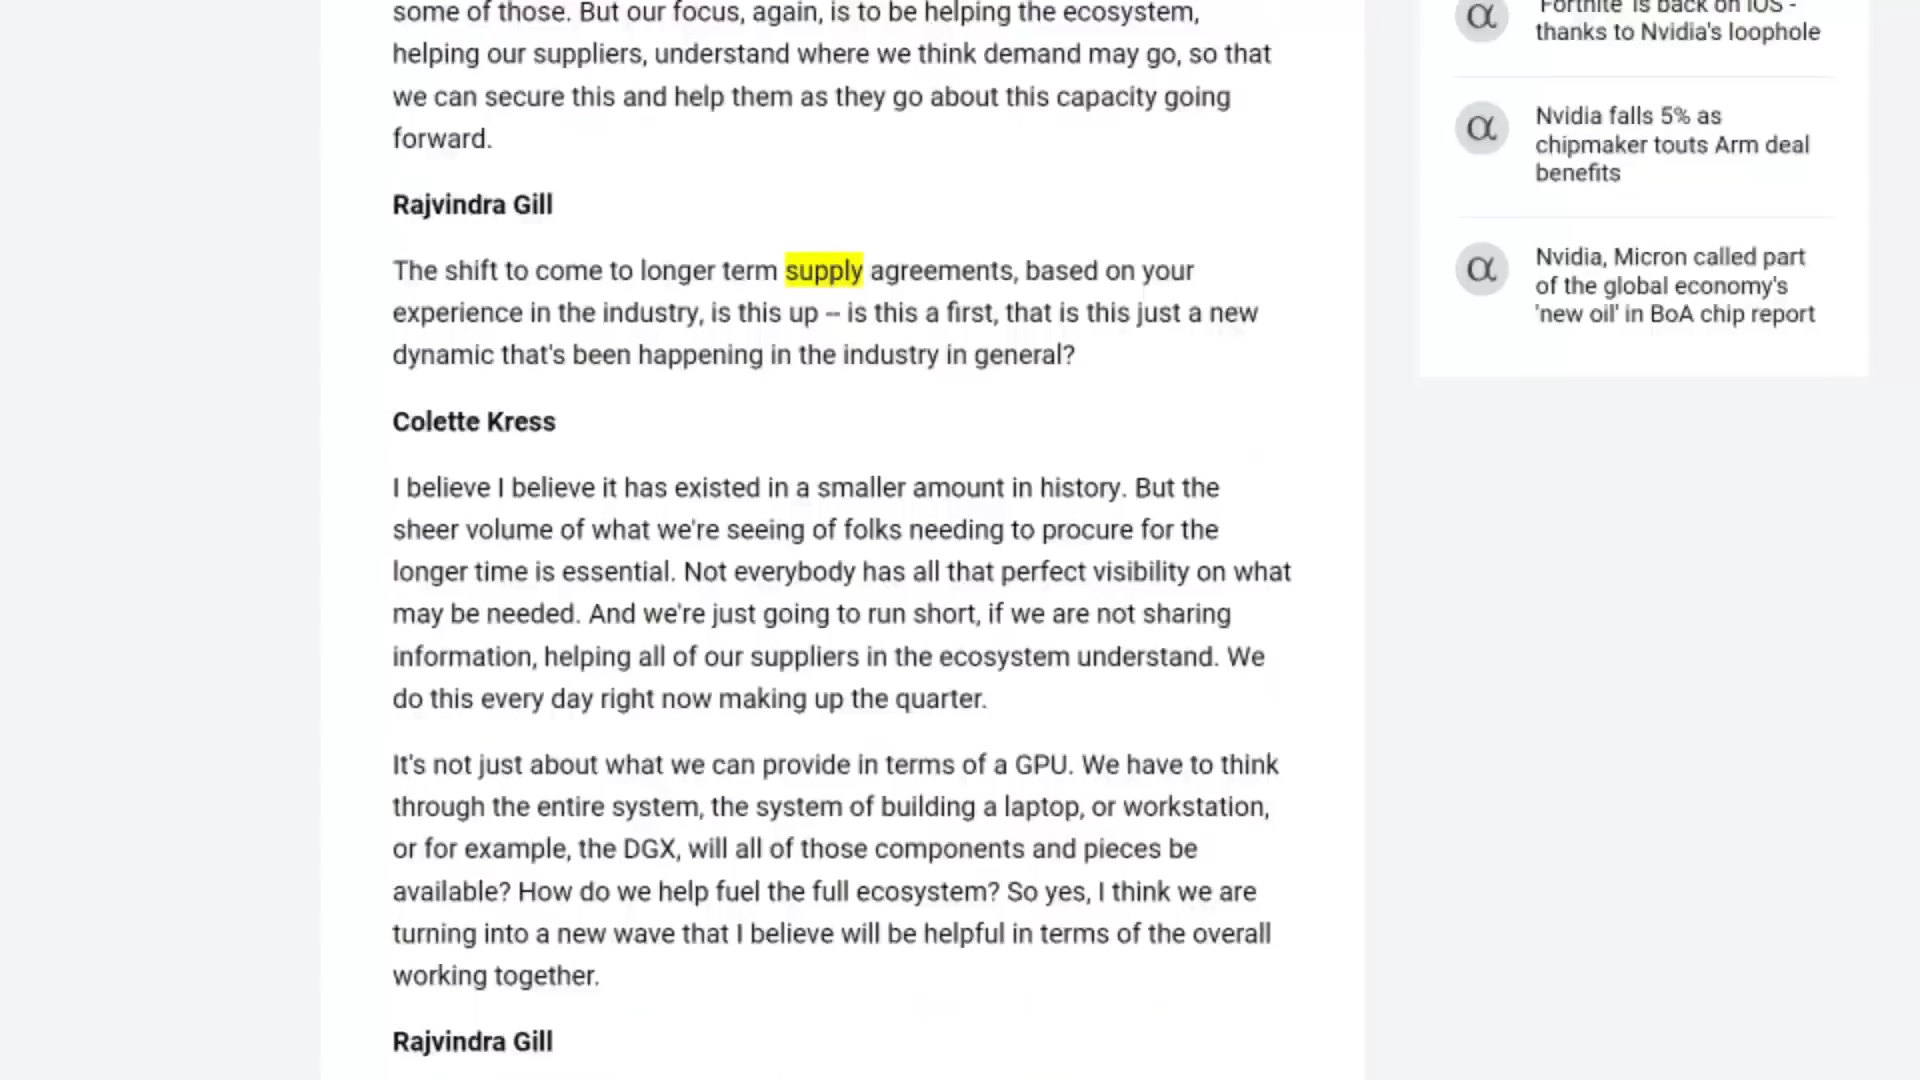 some of those. But our focus, again, is to be helping the ecosystem,
helping our suppliers, understand where we think demand may go, so that
we can secure this and help them as they go about this capacity going
forward.
Rajvindra Gill
The shift to come to longer term supply agreements, based on your
experience in the industry, is this up -- is this a first, that is this just a new
dynamic that's been happening in the industry in general?
Colette Kress
I believe I believe it has existed in a smaller amount in history. But the
sheer volume of what we're seeing of folks needing to procure for the
longer time is essential. Not everybody has all that perfect visibility on what
may be needed. And we're just going to run short, if we are not sharing
information, helping all of our suppliers in the ecosystem understand. We
do this every day right now making up the quarter.
It's not just about what we can provide in terms of a GPU. We have to think
through the entire system, the system of building a laptop, or workstation,
or for example, the DGX, will all of those components and pieces be
available? How do we help fuel the full ecosystem? So yes, I think we are
turning into a new wave that I believe will be helpful in terms of the overall
working together.
Rajvindra Gill
'Fortnite' is back on iOS -
thanks to Nvidia's loophole
α
Nvidia falls 5% as
chipmaker touts Arm deal
benefits
α
Nvidia, Micron called part
of the global economy's
'new oil' in BoA chip report
α